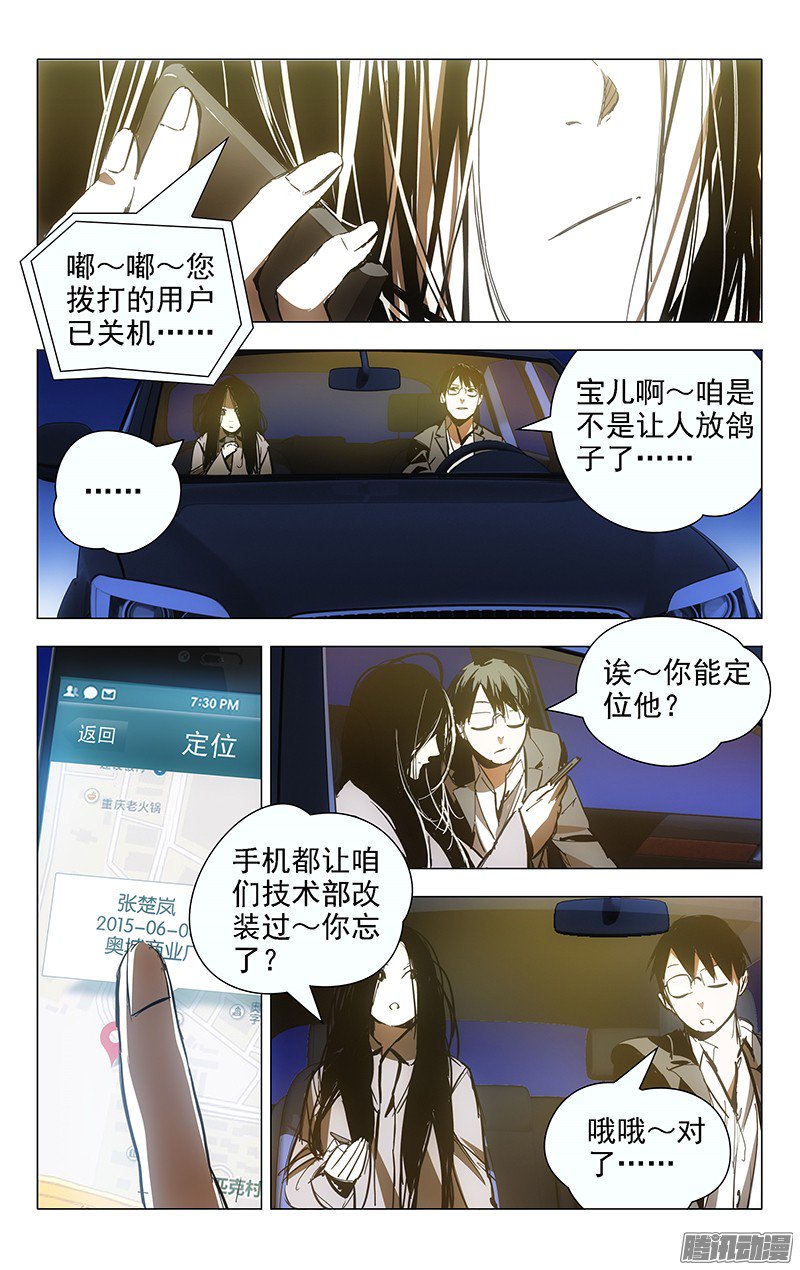 嘟～嘟～您
拨打的用户
已关机……
宝儿啊～咱是
不是让人放鸽
子了……
……
7:30 PM
返回
定位
重庆老火锅
张楚岚
2015-06-0
商业
匹克村
诶～你能定
位他？
手机都让咱
们技术部改
装过～你忘
了？
哦哦～对
了……
腾讯动漫